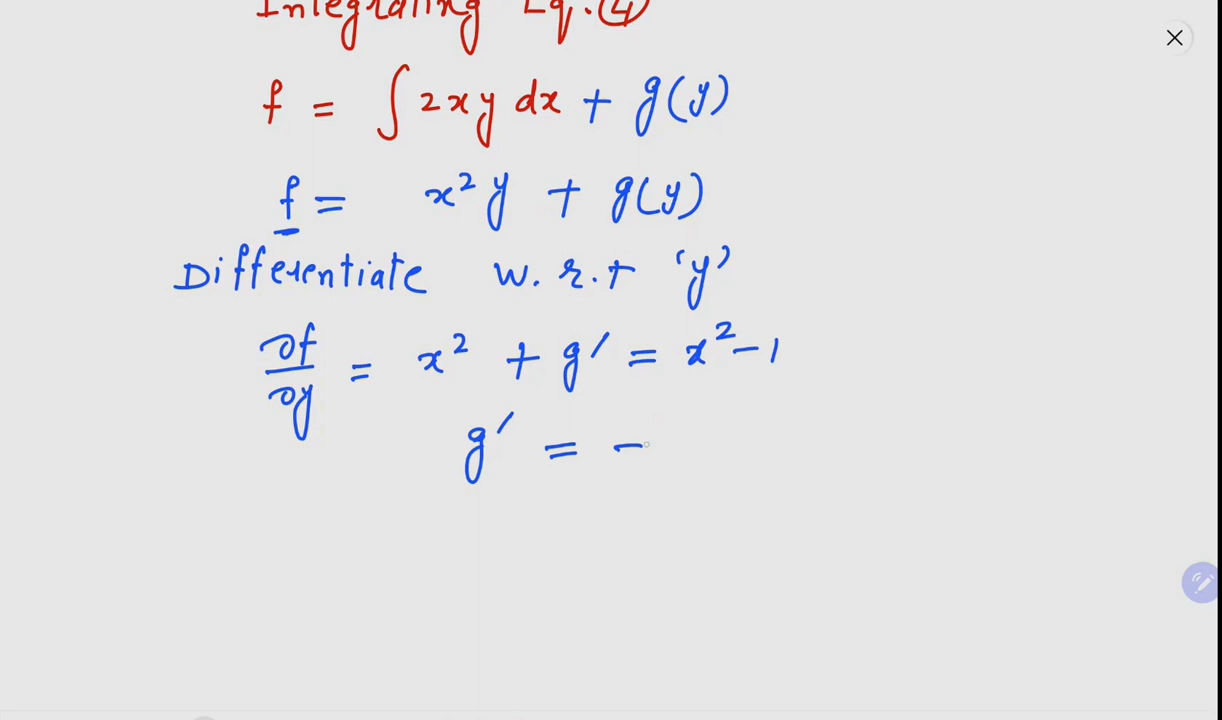 Integrating Eq.④
f = ∫ 2xy dx + g(y)
f = x²y + g(y)
Differentiate w.r.t 'y'
∂f/∂y = x² + g′ = x² − 1
g′ = −